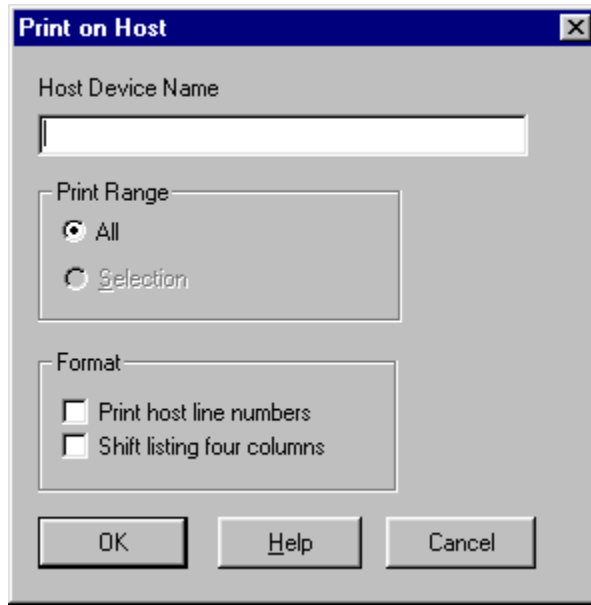 Print on Host
Host Device Name
Print Range
All
Selection
Format
Print host line numbers
Shift listing four columns
OK Help Cancel